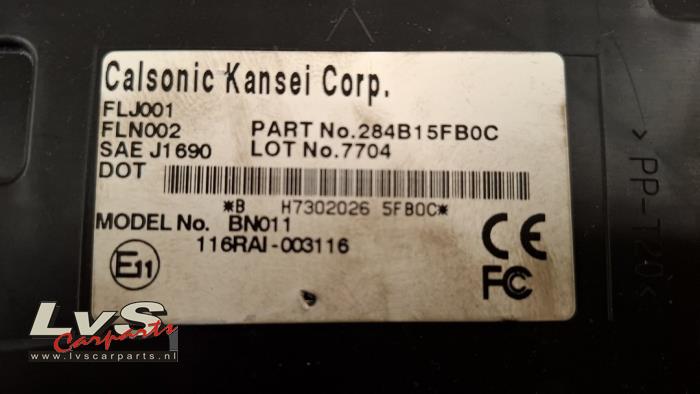 Calsonic Kansei Corp.
FLJ001
FLN002 PART No.284B15FB0C
SAE J1690 LOT No.7704
DOT
*B H7302026 5FB0C*
MODEL No. BN011
116RAI-003116
E11
CE
FC
>PP-T20<
LvS
Carparts
www.lvscarparts.nl